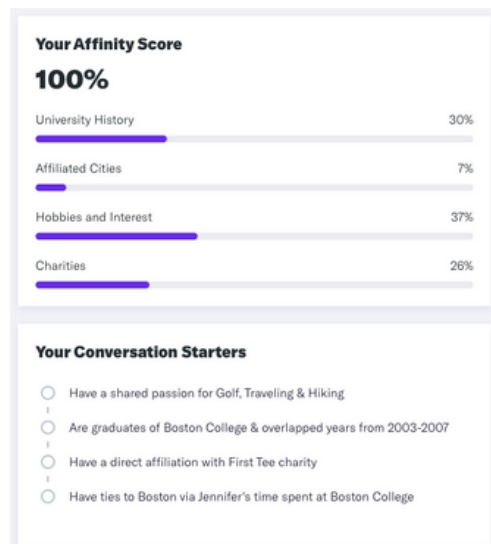 Your Affinity Score
100%
University History 30%
Affiliated Cities 7%
Hobbies and Interest 37%
Charities 26%
Your Conversation Starters
Have a shared passion for Golf, Traveling & Hiking
Are graduates of Boston College & overlapped years from 2003-2007
Have a direct affiliation with First Tee charity
Have ties to Boston via Jennifer's time spent at Boston College